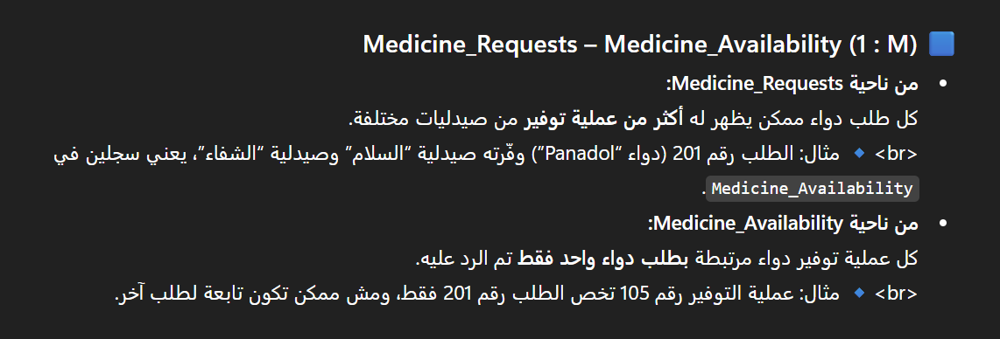 Medicine_Requests – Medicine_Availability (1 : M)
من ناحية Medicine_Requests:
كل طلب دواء ممكن يظهر له أكثر من عملية توفير من صيدليات مختلفة.
<br> 🔹 مثال: الطلب رقم 201 (دواء “Panadol”) وفّرته صيدلية “السلام” وصيدلية “الشفاء”، يعني سجلين في
Medicine_Availability.
من ناحية Medicine_Availability:
كل عملية توفير دواء مرتبطة بطلب دواء واحد فقط تم الرد عليه.
<br> 🔹 مثال: عملية التوفير رقم 105 تخص الطلب رقم 201 فقط، ومش ممكن تكون تابعة لطلب آخر.